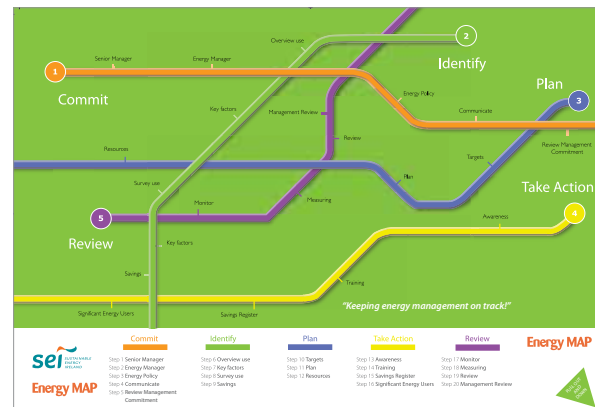 Overview use
2
Identify
Senior Manager
Energy Manager
1
Commit
Energy Policy
Plan
3
Key factors
Management Review
Communicate
Review
Review Management
Commitment
Resourses
Targets
Plan
Survey use
Take Action
Monitor
Measuring
5
Awareness
4
Review
Key factors
Savings
Training
"Keeping energy management on track!"
Significant Energy Users
Savings Register
sei
SUSTAINABLE
ENERGY
IRELAND
Energy MAP
Commit
Step 1 Senior Manager
Step 2 Energy Manager
Step 3 Energy Policy
Step 4 Communicate
Step 5 Review Management
Commitment
Identify
Step 6 Overview use
Step 7 Key factors
Step 8 Survey use
Step 9 Savings
Plan
Step 10 Targets
Step 11 Plan
Step 12 Resources
Take Action
Step 13 Awareness
Step 14 Training
Step 15 Savings Register
Step 16 Significant Energy Users
Review
Step 17 Monitor
Step 18 Measuring
Step 19 Review
Step 20 Management Review
Energy MAP